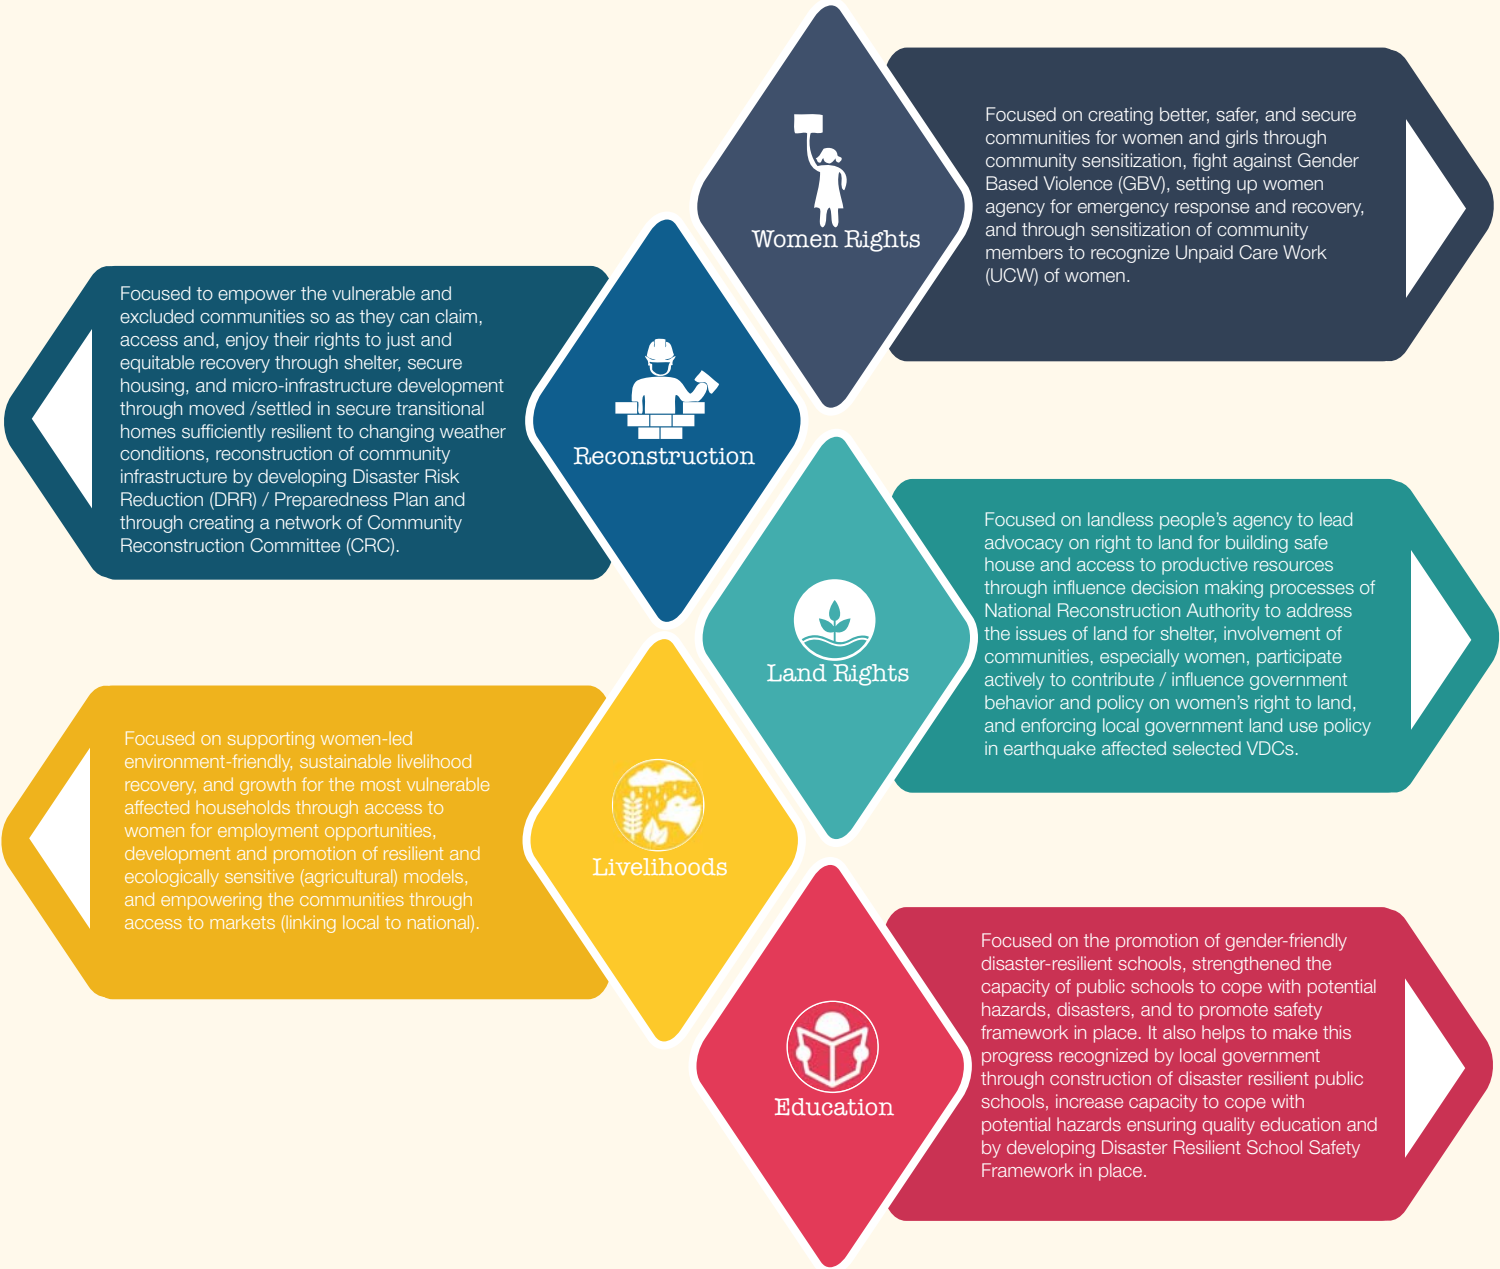 Women Rights
Focused on creating better, safer, and secure
communities for women and girls through
community sensitization, fight against Gender
Based Violence (GBV), setting up women
agency for emergency response and recovery,
and through sensitization of community
members to recognize Unpaid Care Work
(UCW) of women.
Focused to empower the vulnerable and
excluded communities so as they can claim,
access and, enjoy their rights to just and
equitable recovery through shelter, secure
housing, and micro-infrastructure development
through moved /settled in secure transitional
homes sufficiently resilient to changing weather
conditions, reconstruction of community
infrastructure by developing Disaster Risk
Reduction (DRR) / Preparedness Plan and
through creating a network of Community
Reconstruction Committee (CRC).
Reconstruction
Land Rights
Focused on landless people’s agency to lead
advocacy on right to land for building safe
house and access to productive resources
through influence decision making processes of
National Reconstruction Authority to address
the issues of land for shelter, involvement of
communities, especially women, participate
actively to contribute / influence government
behavior and policy on women’s right to land,
and enforcing local government land use policy
in earthquake affected selected VDCs.
Focused on supporting women-led
environment-friendly, sustainable livelihood
recovery, and growth for the most vulnerable
affected households through access to
women for employment opportunities,
development and promotion of resilient and
ecologically sensitive (agricultural) models,
and empowering the communities through
access to markets (linking local to national).
Livelihoods
Education
Focused on the promotion of gender-friendly
disaster-resilient schools, strengthened the
capacity of public schools to cope with potential
hazards, disasters, and to promote safety
framework in place. It also helps to make this
progress recognized by local government
through construction of disaster resilient public
schools, increase capacity to cope with
potential hazards ensuring quality education and
by developing Disaster Resilient School Safety
Framework in place.